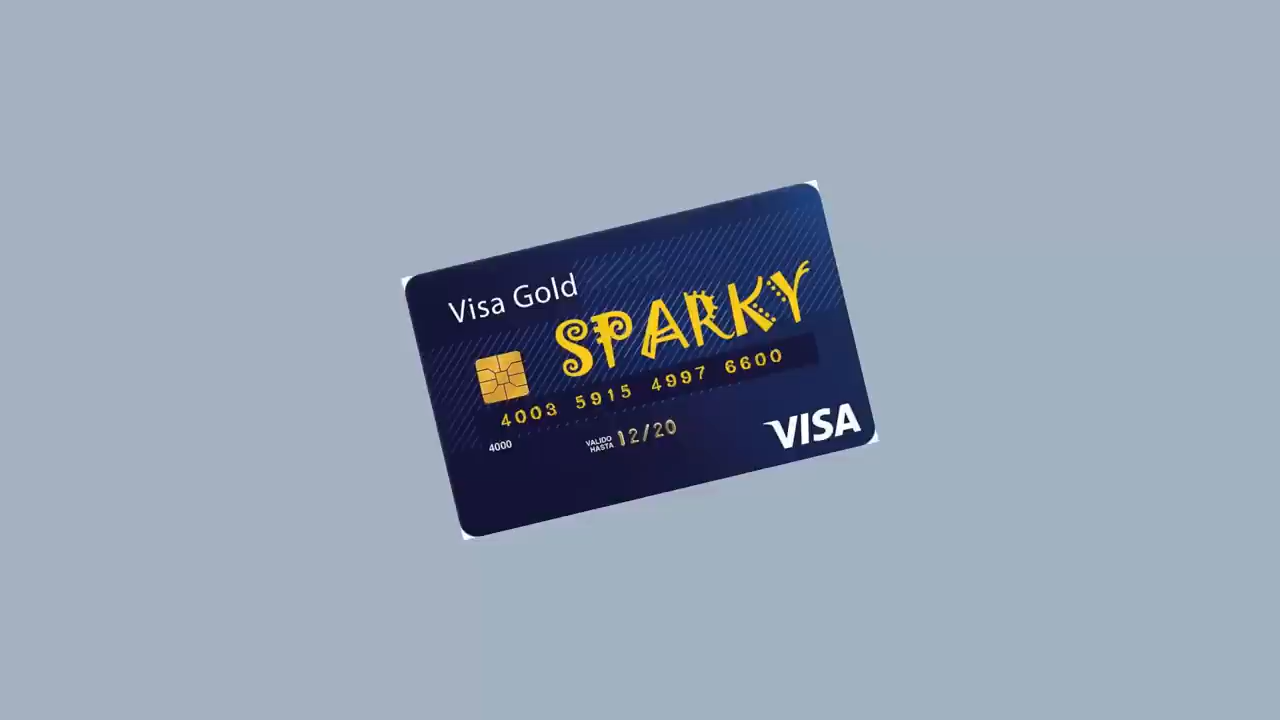 Visa Gold
SPARKY
4003 5915 4997 6600
4000
VALIDO
HASTA
12/20
VISA